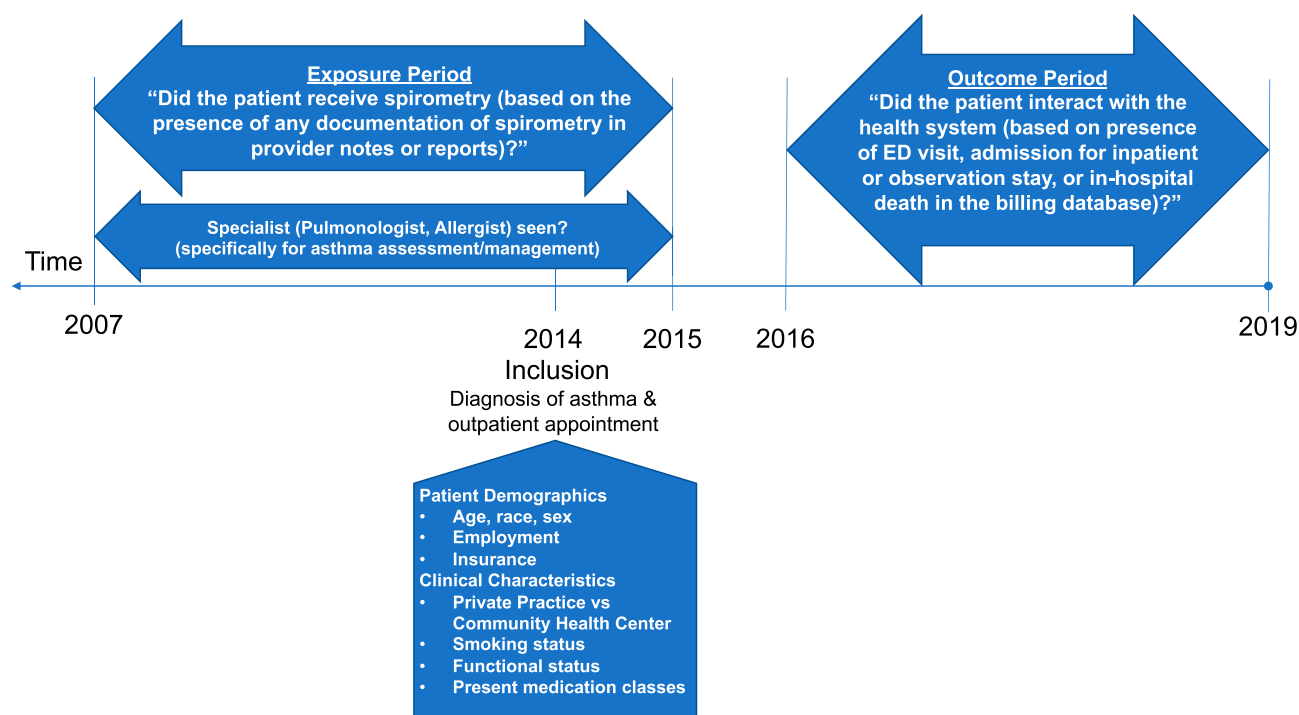 Exposure Period
“Did the patient receive spirometry (based on the
presence of any documentation of spirometry in
provider notes or reports)?”
Outcome Period
“Did the patient interact with the
health system (based on presence
of ED visit, admission for inpatient
or observation stay, or in-hospital
death in the billing database)?”
Specialist (Pulmonologist, Allergist) seen?
(specifically for asthma assessment/management)
Time
2007
2014
2015
2016
2019
Inclusion
Diagnosis of asthma &
outpatient appointment
Patient Demographics
• Age, race, sex
• Employment
• Insurance
Clinical Characteristics
• Private Practice vs
Community Health Center
• Smoking status
• Functional status
• Present medication classes